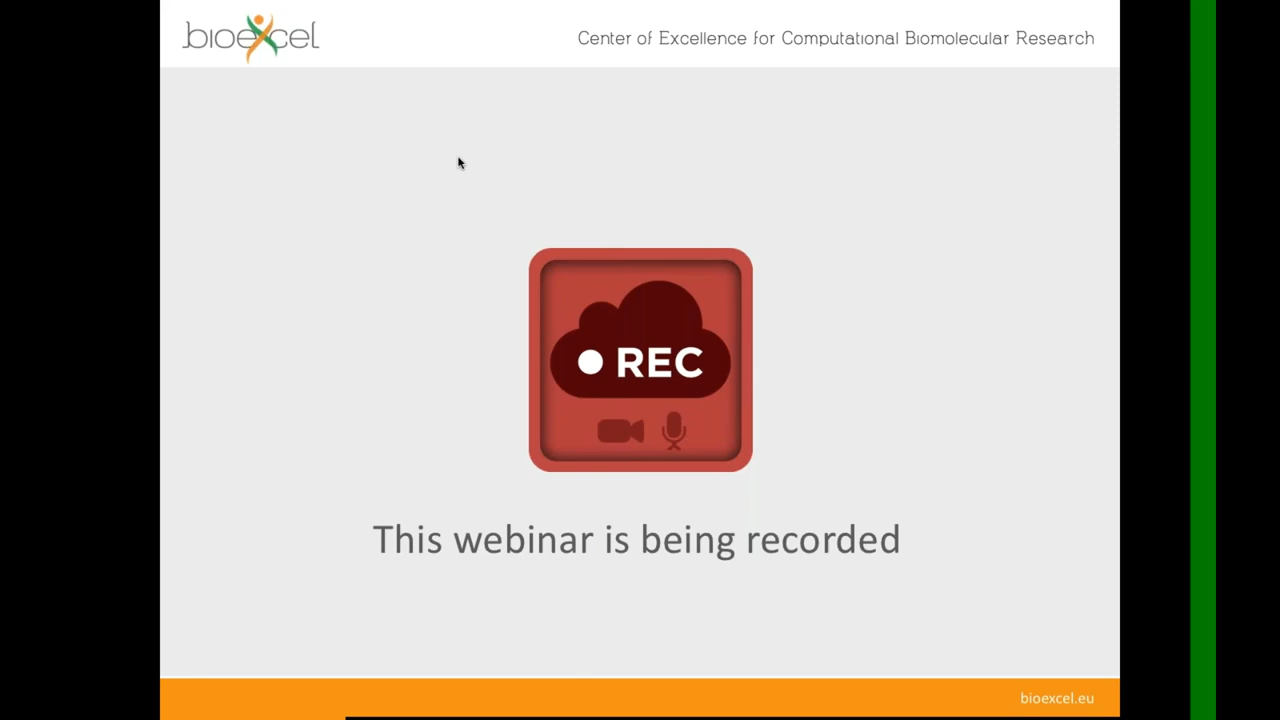 bioexcel
Center of Excellence for Computational Biomolecular Research
REC
This webinar is being recorded
bioexcel.eu